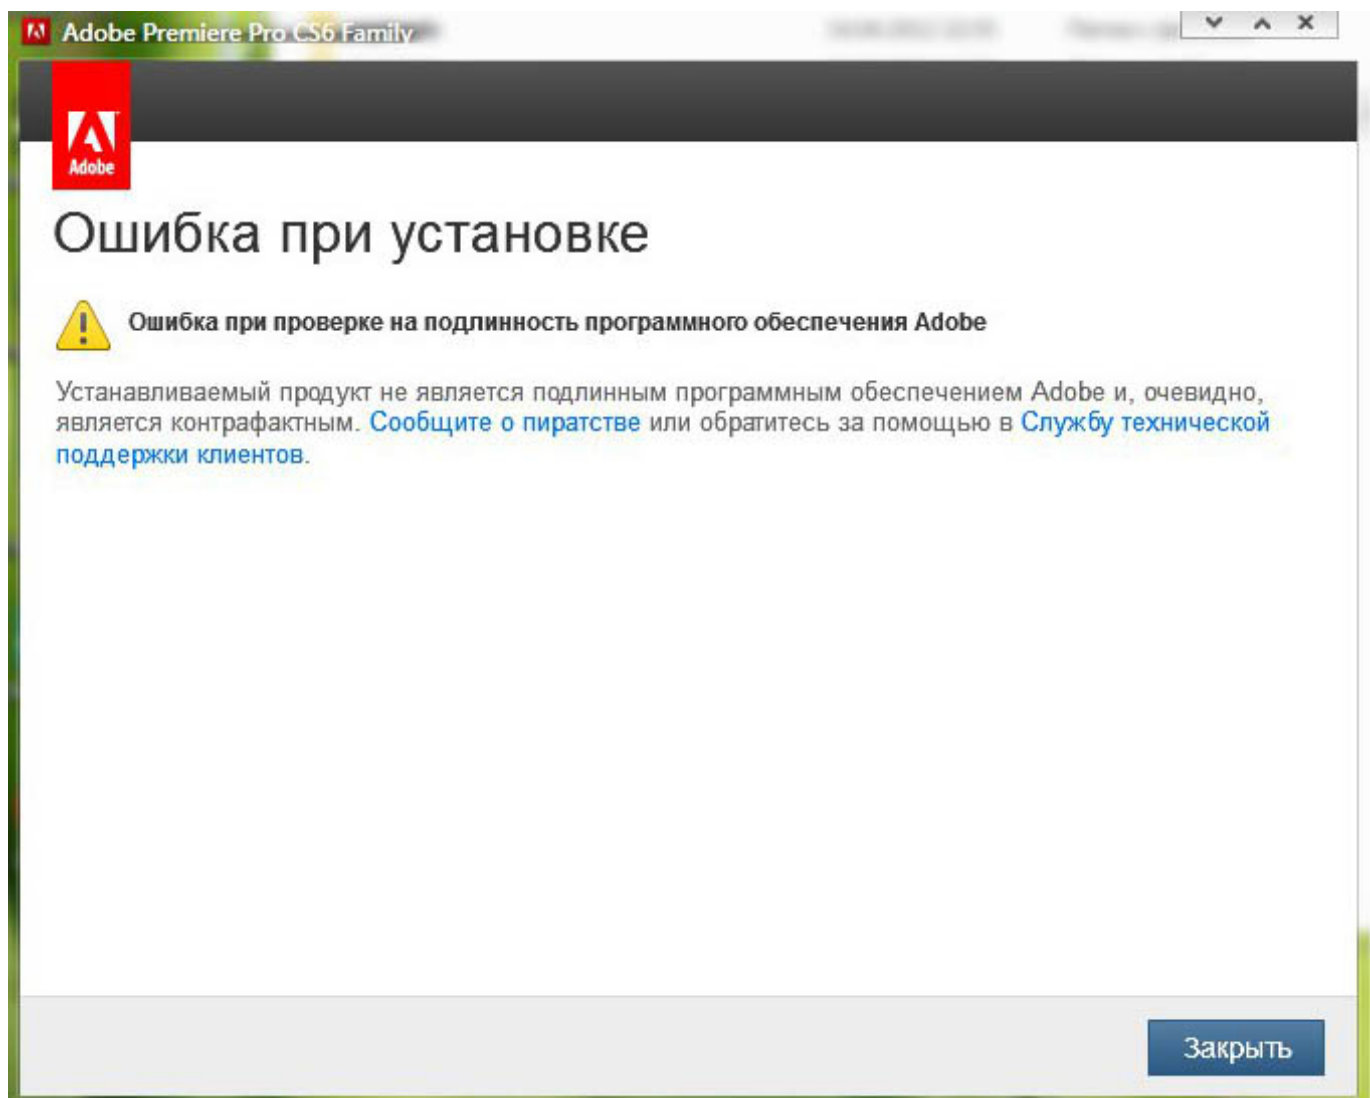 Adobe Premiere Pro CS6 Family
Adobe
Ошибка при установке
Ошибка при проверке на подлинность программного обеспечения Adobe
Устанавливаемый продукт не является подлинным программным обеспечением Adobe и, очевидно,
является контрафактным. Сообщите о пиратстве или обратитесь за помощью в Службу технической
поддержки клиентов.
Закрыть